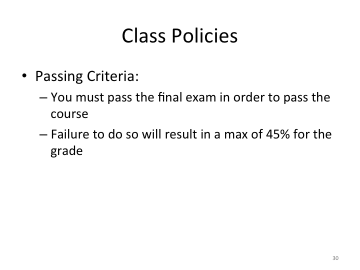 Class Policies
• Passing Criteria:
– You must pass the final exam in order to pass the
course
– Failure to do so will result in a max of 45% for the
grade
30